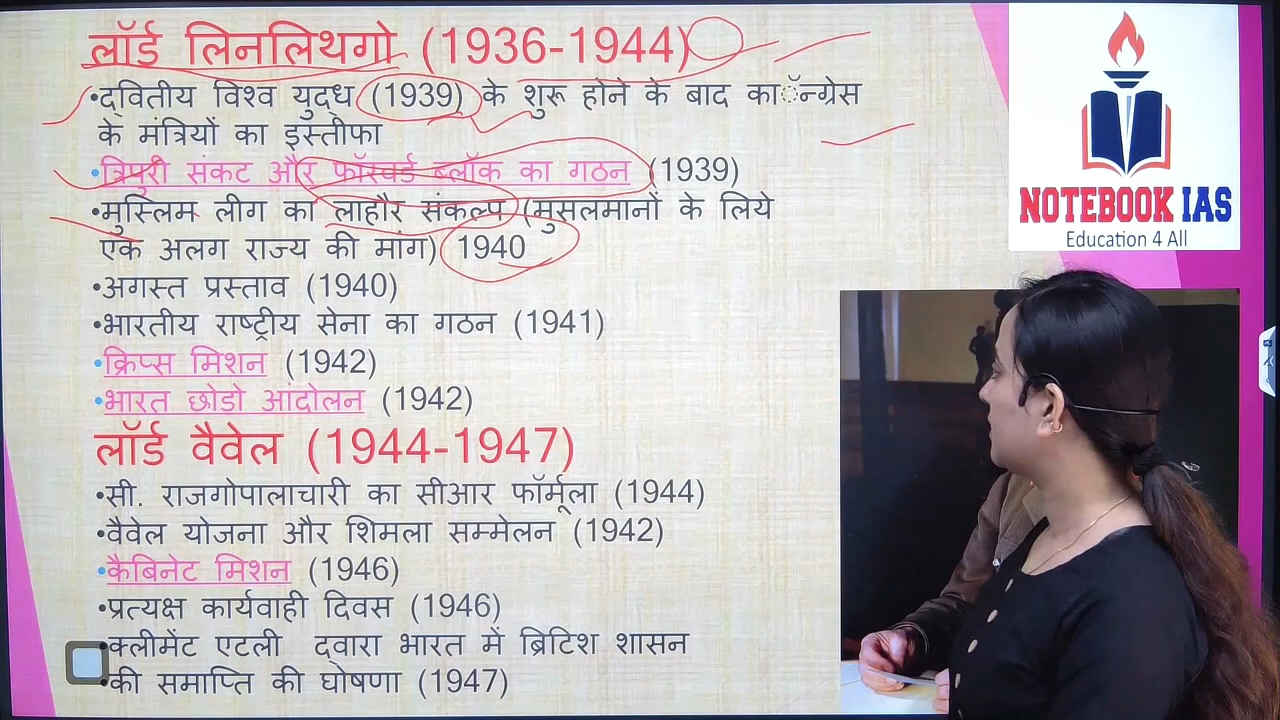 लॉर्ड लिनलिथगो (1936-1944)
•द्वितीय विश्व युद्ध (1939) के शुरू होने के बाद काॅन्ग्रेस
के मंत्रियों का इस्तीफा
•त्रिपुरी संकट और फॉरवर्ड ब्लॉक का गठन (1939)
•मुस्लिम लीग का लाहौर संकल्प (मुसलमानों के लिये
एक अलग राज्य की मांग) 1940
•अगस्त प्रस्ताव (1940)
•भारतीय राष्ट्रीय सेना का गठन (1941)
•क्रिप्स मिशन (1942)
•भारत छोडो आंदोलन (1942)
लॉर्ड वैवेल (1944-1947)
•सी. राजगोपालाचारी का सीआर फॉर्मूला (1944)
•वैवेल योजना और शिमला सम्मेलन (1942)
•कैबिनेट मिशन (1946)
•प्रत्यक्ष कार्यवाही दिवस (1946)
•क्लीमेंट एटली द्वारा भारत में ब्रिटिश शासन
•की समाप्ति की घोषणा (1947)
NOTEBOOK IAS
Education 4 All